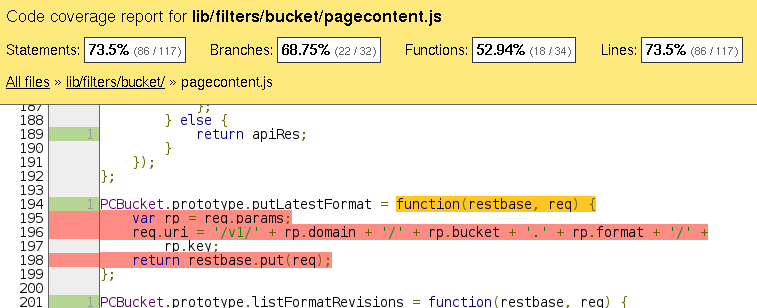 Code coverage report for lib/filters/bucket/pagecontent.js
Statements: 73.5% (86 / 117) Branches: 68.75% (22 / 32) Functions: 52.94% (18 / 34) Lines: 73.5% (86 / 117)
All files » lib/filters/bucket/ » pagecontent.js
187 };
188 } else {
189 1 return apiRes;
190 }
191 });
192 };
193
194 1 PCBucket.prototype.putLatestFormat = function(restbase, req) {
195 var rp = req.params;
196 req.uri = '/v1/' + rp.domain + '/' + rp.bucket + '.' + rp.format + '/' +
197 rp.key;
198 return restbase.put(req);
199 };
200
201 1 PCBucket.prototype.listFormatRevisions = function(restbase, req) {